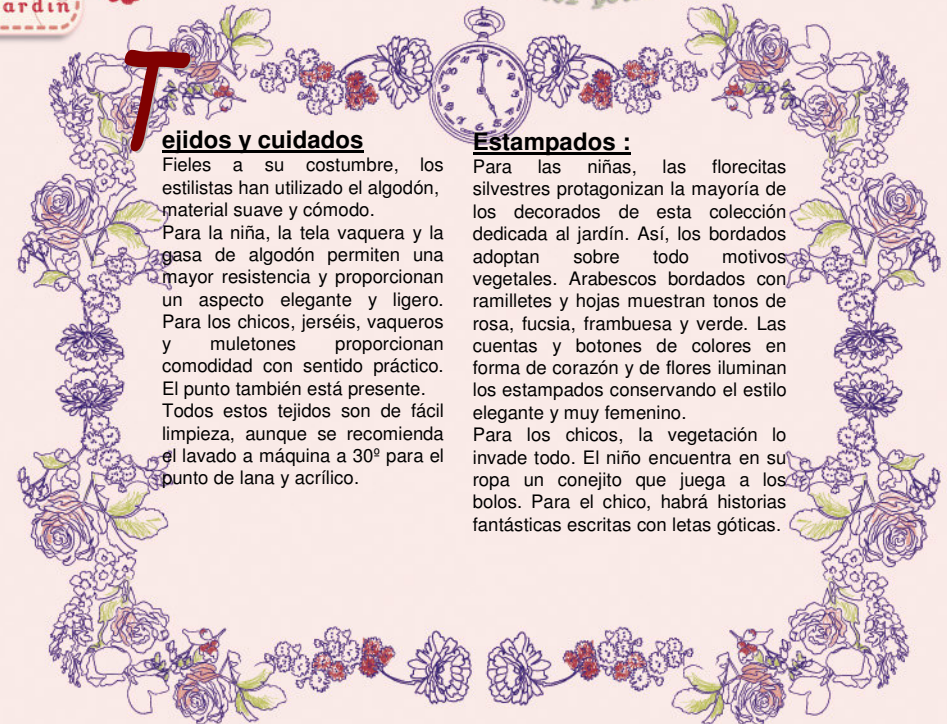 ardin
Tejidos y cuidados
Fieles a su costumbre, los
estilistas han utilizado el algodón,
material suave y cómodo.
Para la niña, la tela vaquera y la
gasa de algodón permiten una
mayor resistencia y proporcionan
un aspecto elegante y ligero.
Para los chicos, jerséis, vaqueros
y muletones proporcionan
comodidad con sentido práctico.
El punto también está presente.
Todos estos tejidos son de fácil
limpieza, aunque se recomienda
el lavado a máquina a 30º para el
punto de lana y acrílico.
Estampados :
Para las niñas, las florecitas
silvestres protagonizan la mayoría de
los decorados de esta colección
dedicada al jardín. Así, los bordados
adoptan sobre todo motivos
vegetales. Arabescos bordados con
ramilletes y hojas muestran tonos de
rosa, fucsia, frambuesa y verde. Las
cuentas y botones de colores en
forma de corazón y de flores iluminan
los estampados conservando el estilo
elegante y muy femenino.
Para los chicos, la vegetación lo
invade todo. El niño encuentra en su
ropa un conejito que juega a los
bolos. Para el chico, habrá historias
fantásticas escritas con letas góticas.